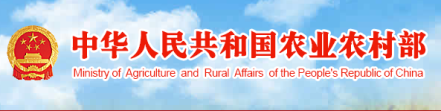 中华人民共和国农业农村部
Ministry of Agriculture and Rural Affairs of the People's Republic of China